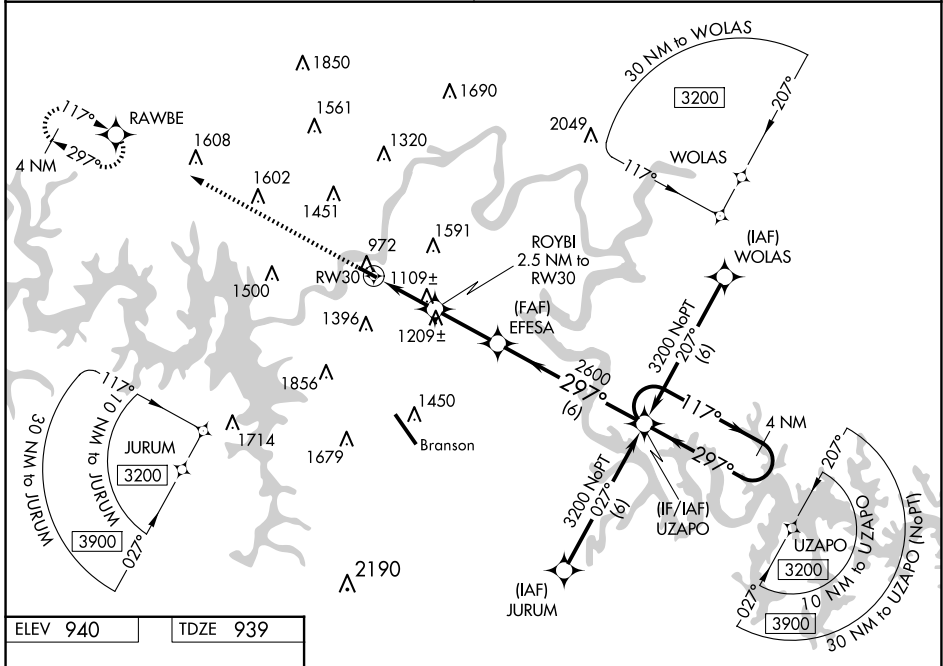 1850
1690
1561
1320
2049
1608
1602
1451
972
1591
RW30
1109±
1209±
1500
1396
1856
1450
1714
1679
Branson
2190
117°
297°
4 NM
RAWBE
30 NM to WOLAS
3200
207°
117°
WOLAS
(IAF)
WOLAS
ROYBI
2.5 NM to
RW30
(FAF)
EFESA
3200 NoPT
207°
(6)
2600
297°
(6)
117°
297°
4 NM
(IF/IAF)
UZAPO
3200 NoPT
027°
(6)
(IAF)
JURUM
117°
10 NM to JURUM
30 NM to JURUM
JURUM
3200
3900
027°
207°
UZAPO
3200
10 NM to UZAPO
027°
3900
30 NM to UZAPO (NoPT)
ELEV 940
TDZE 939